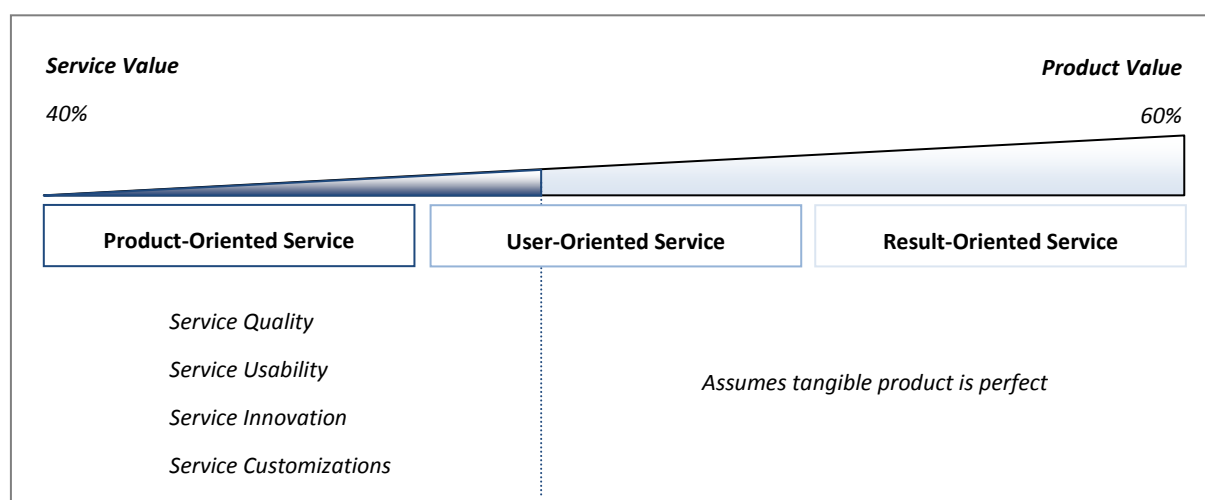 Service Value
Product Value
40%
60%
Product-Oriented Service
User-Oriented Service
Result-Oriented Service
Service Quality
Service Usability
Service Innovation
Service Customizations
Assumes tangible product is perfect